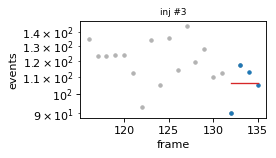 inj #3
1.4 × 10²
1.3 × 10²
1.2 × 10²
1.1 × 10²
10²
9 × 10¹
events
120
125
130
135
frame